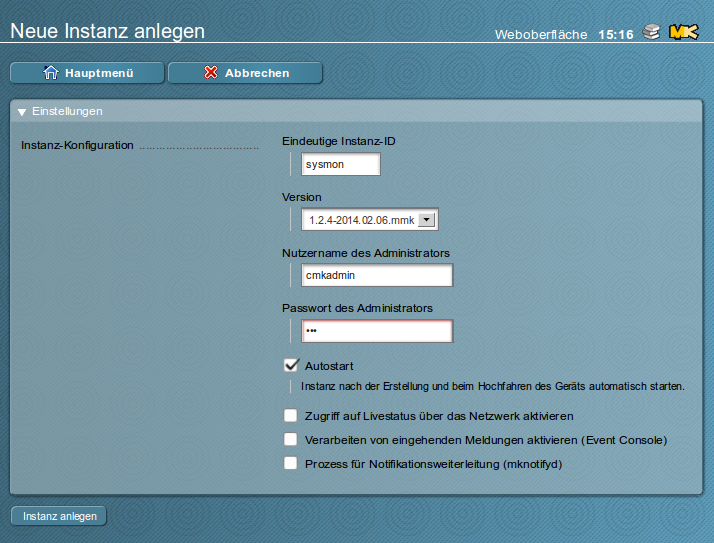 Neue Instanz anlegen
Weboberfläche 15:16 MK
Hauptmenü Abbrechen
Einstellungen
Instanz-Konfiguration
Eindeutige Instanz-ID
sysmon
Version
1.2.4-2014.02.06.mmk
Nutzername des Administrators
cmkadmin
Passwort des Administrators
•••
Autostart
Instanz nach der Erstellung und beim Hochfahren des Geräts automatisch starten.
Zugriff auf Livestatus über das Netzwerk aktivieren
Verarbeiten von eingehenden Meldungen aktivieren (Event Console)
Prozess für Notifikationsweiterleitung (mknotifyd)
Instanz anlegen